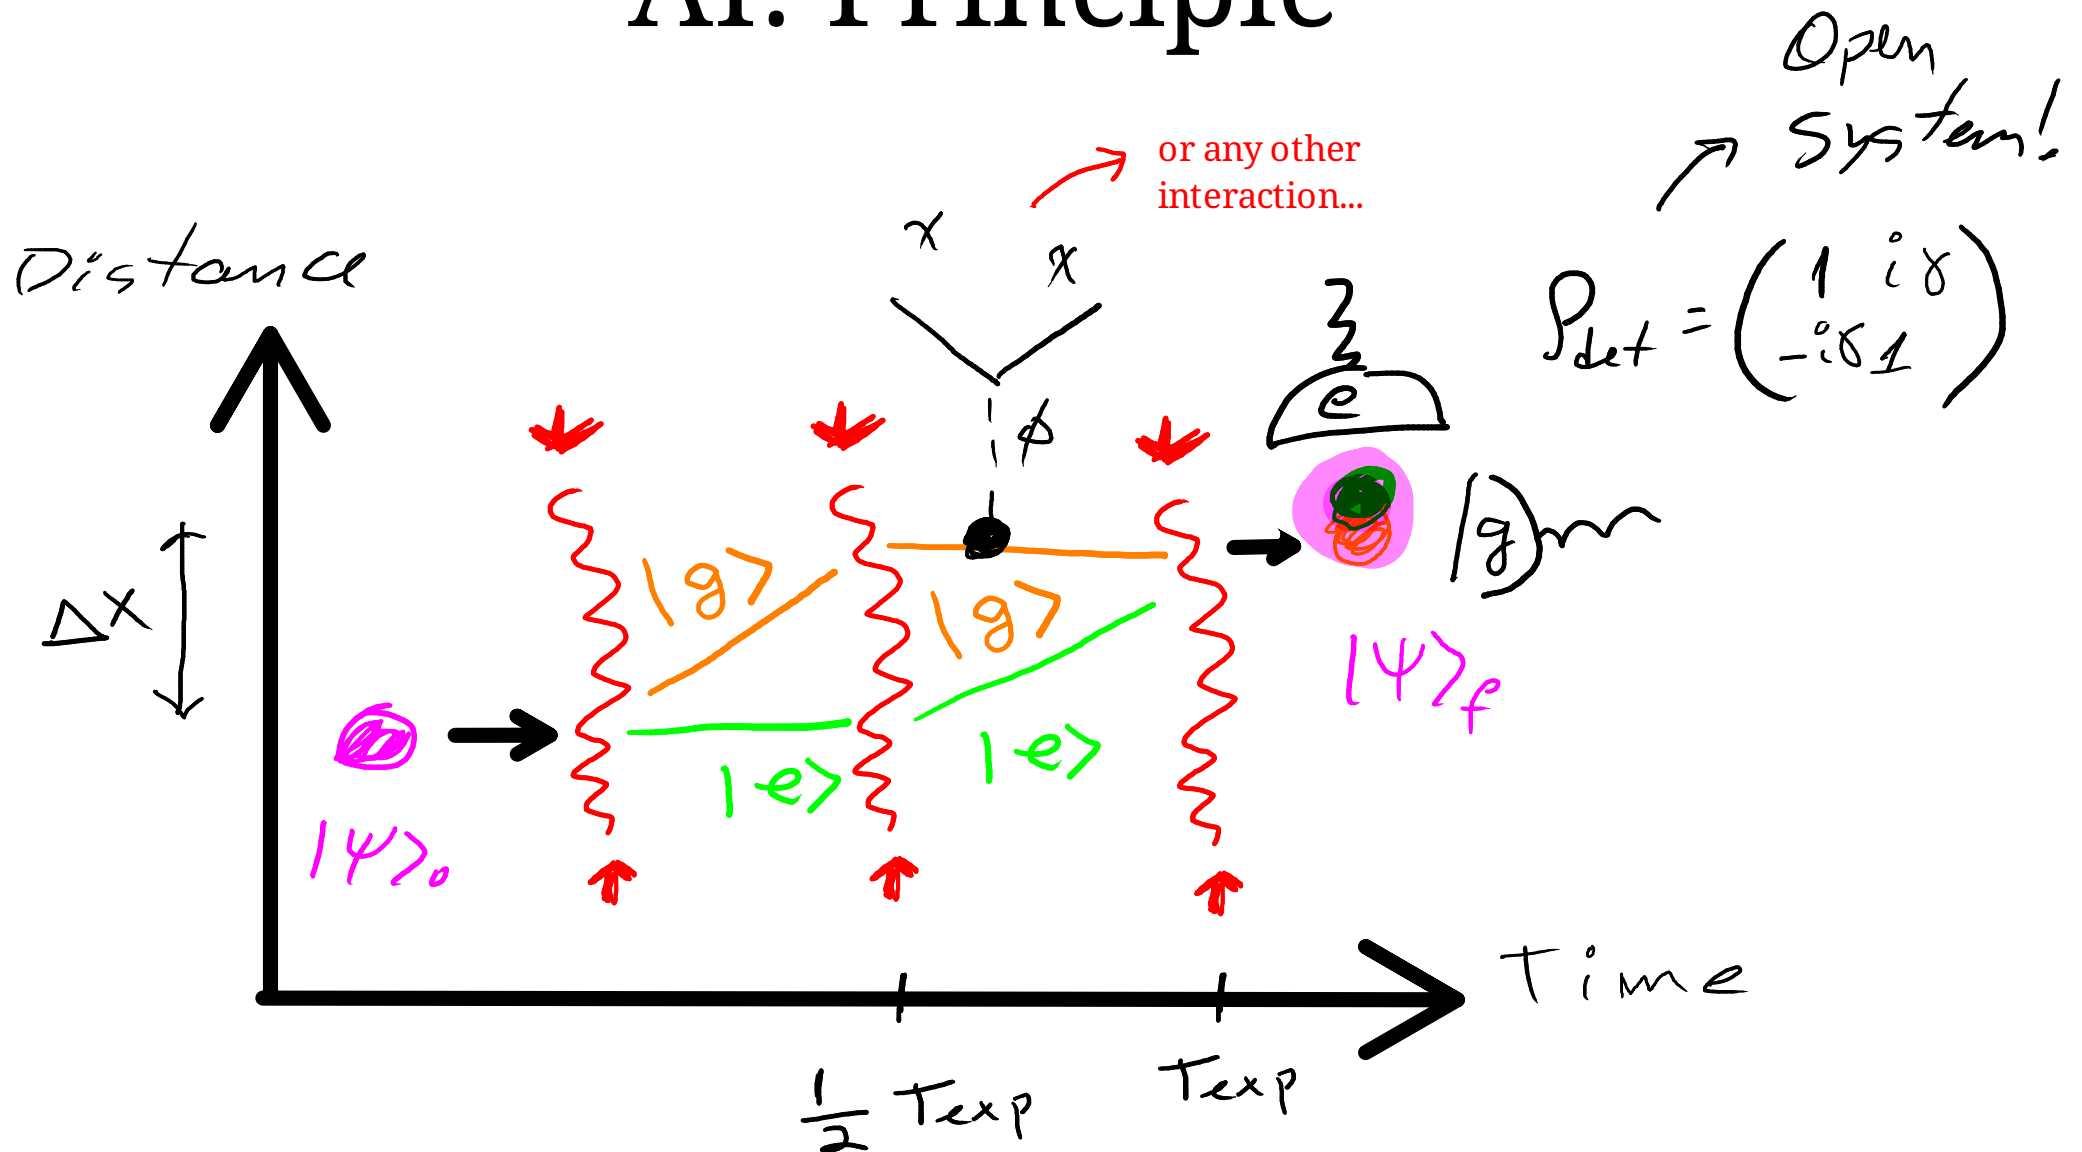 AI: Principle
Open
System!
or any other
interaction...
x
x
Distance
ρdet = ( 1 iγ
-iγ 1 )
e
ϕ
|g>
|g>
|g>
Δx
|ψ>f
|e>
|e>
|ψ>₀
Time
1/2 Texp
Texp